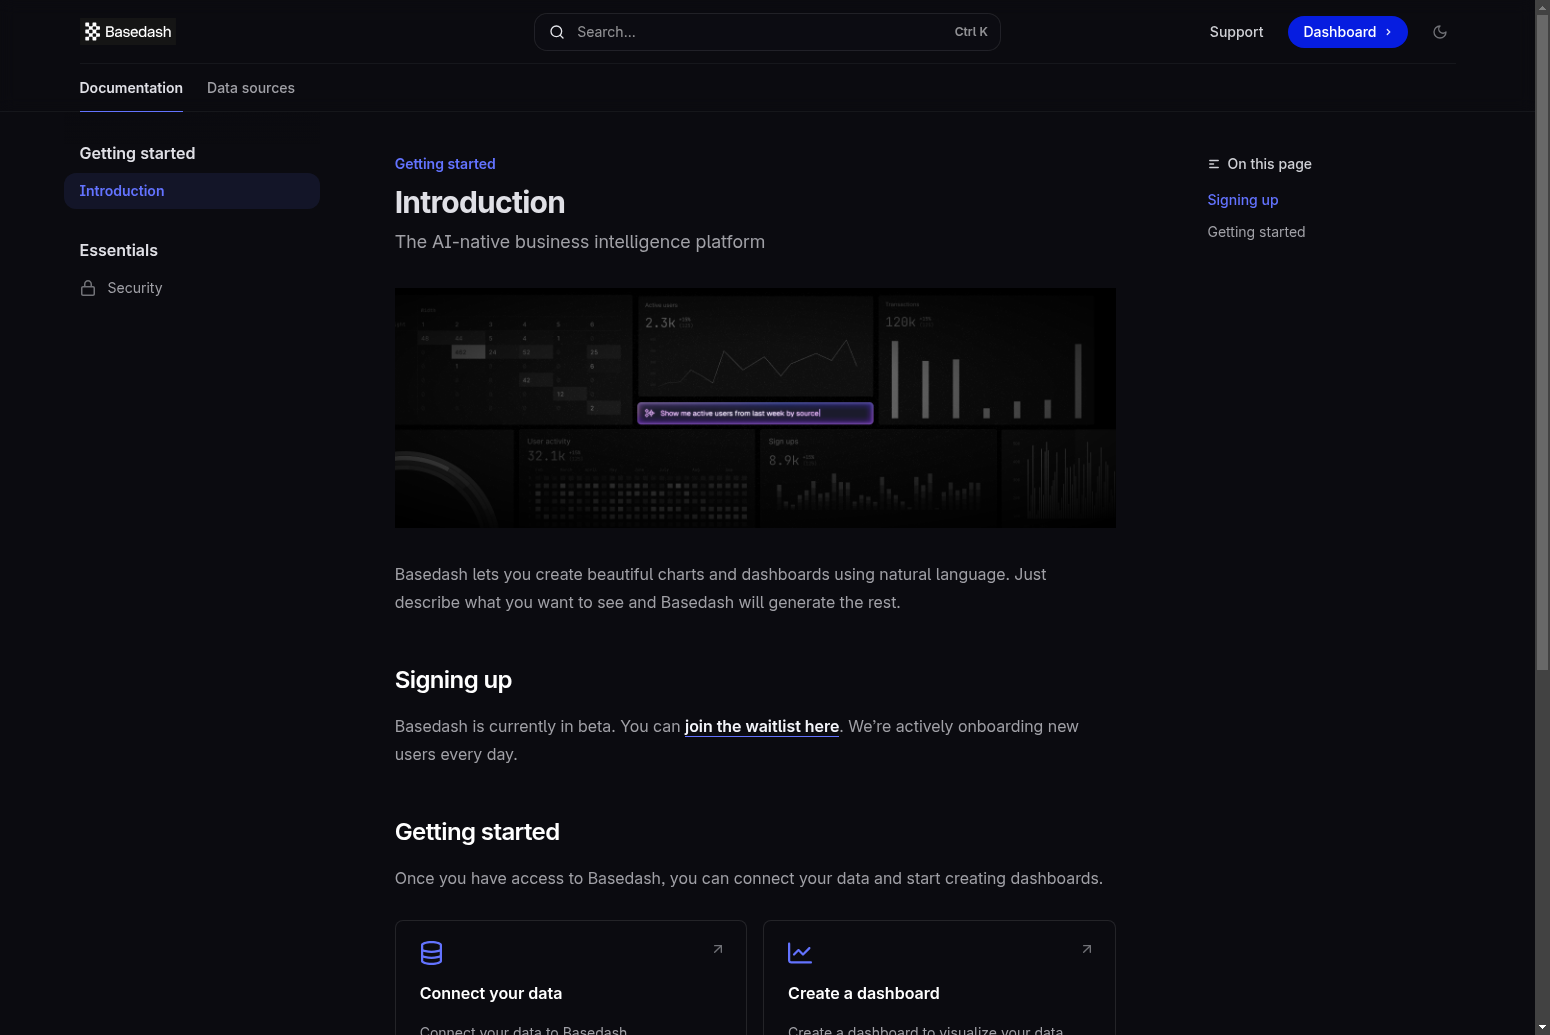 Basedash
Search...
Ctrl K
Support
Dashboard
Documentation
Data sources
Getting started
Introduction
Essentials
Security
Getting started
Introduction
The AI-native business intelligence platform
Active users
2.3k
Show me active users from last week by source
Transactions
120k
User activity
32.1k
Sign ups
8.9k
Basedash lets you create beautiful charts and dashboards using natural language. Just
describe what you want to see and Basedash will generate the rest.
Signing up
Basedash is currently in beta. You can join the waitlist here. We’re actively onboarding new
users every day.
Getting started
Once you have access to Basedash, you can connect your data and start creating dashboards.
Connect your data
Connect your data to Basedash
Create a dashboard
Create a dashboard to visualize your data
On this page
Signing up
Getting started